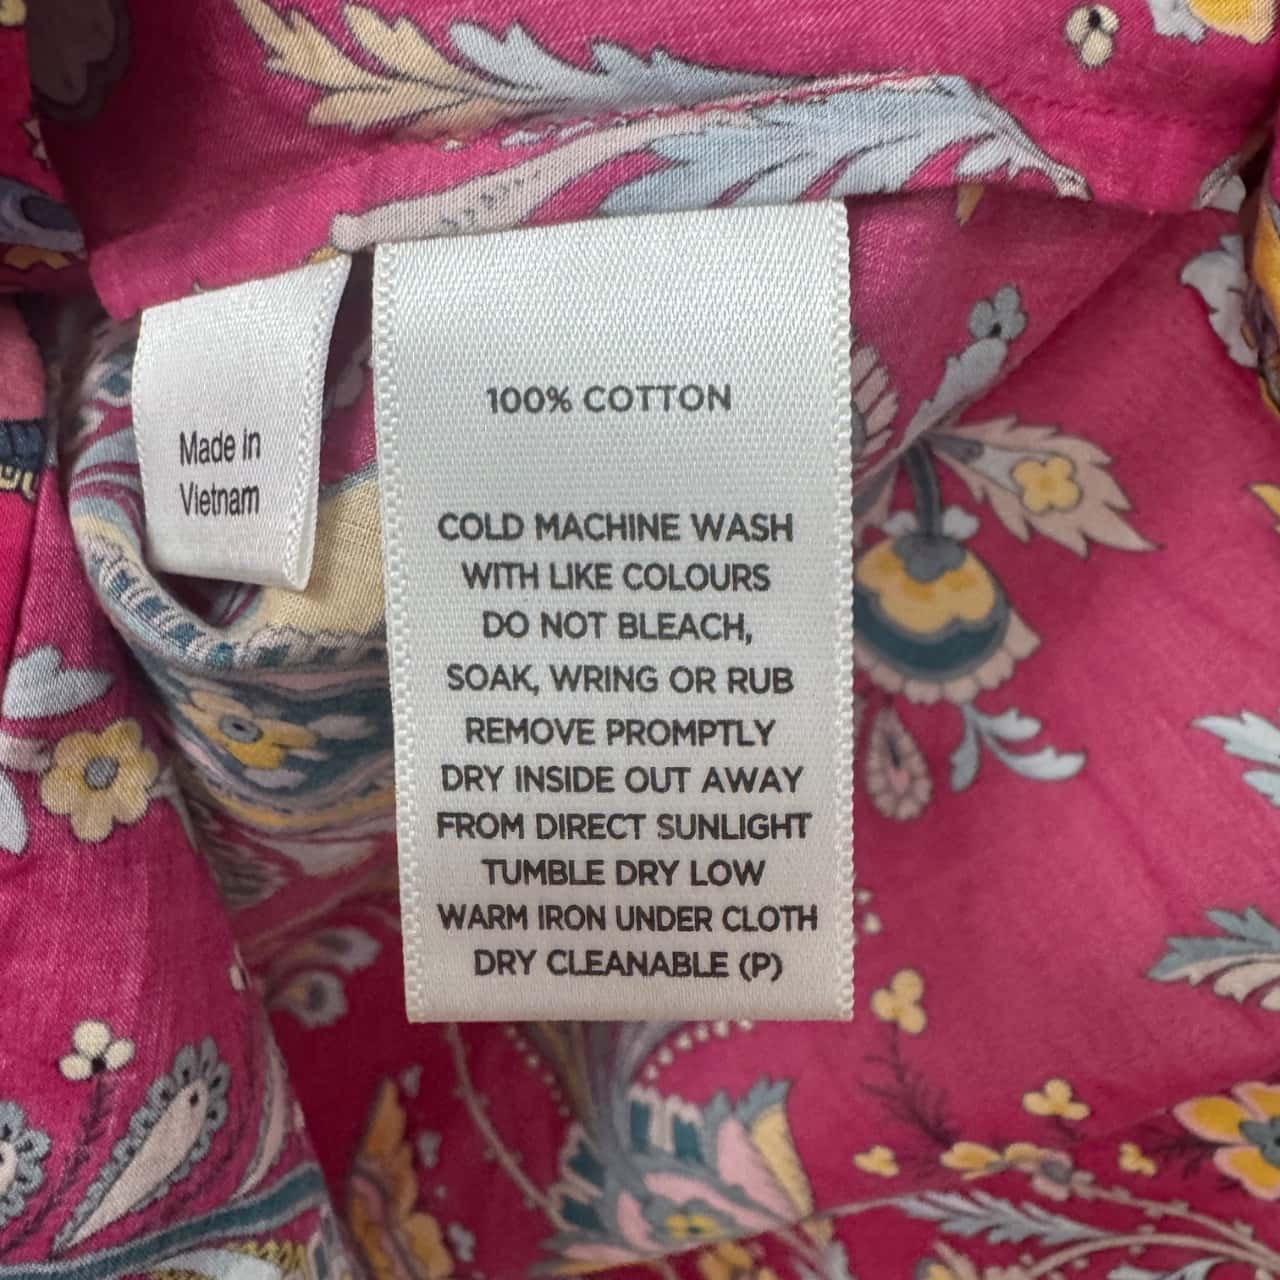 Made in
Vietnam
100% COTTON
COLD MACHINE WASH
WITH LIKE COLOURS
DO NOT BLEACH,
SOAK, WRING OR RUB
REMOVE PROMPTLY
DRY INSIDE OUT AWAY
FROM DIRECT SUNLIGHT
TUMBLE DRY LOW
WARM IRON UNDER CLOTH
DRY CLEANABLE (P)